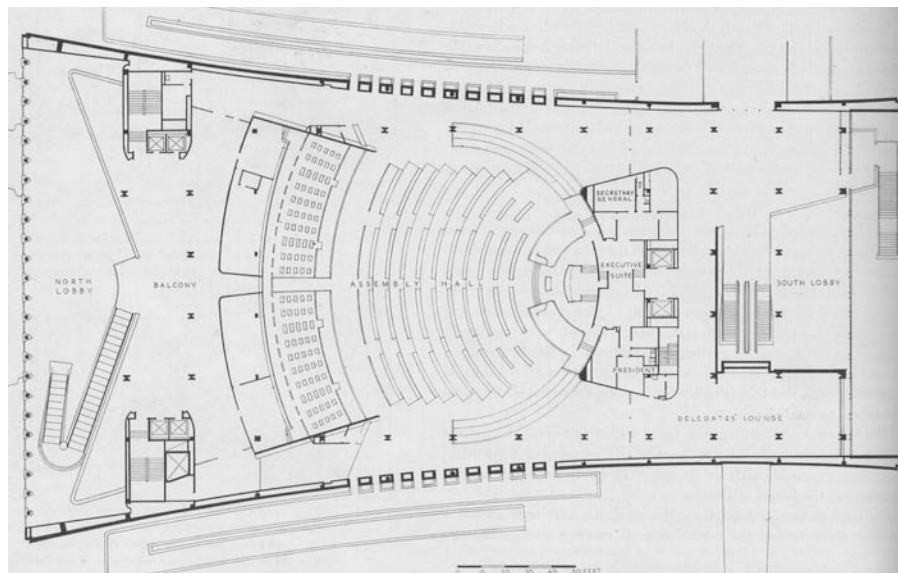 SECRETARY
GENERAL
EXECUTIVE
SUITE
NORTH
LOBBY
BALCONY
ASSEMBLY HALL
SOUTH LOBBY
PRESIDENT
DELEGATES' LOUNGE